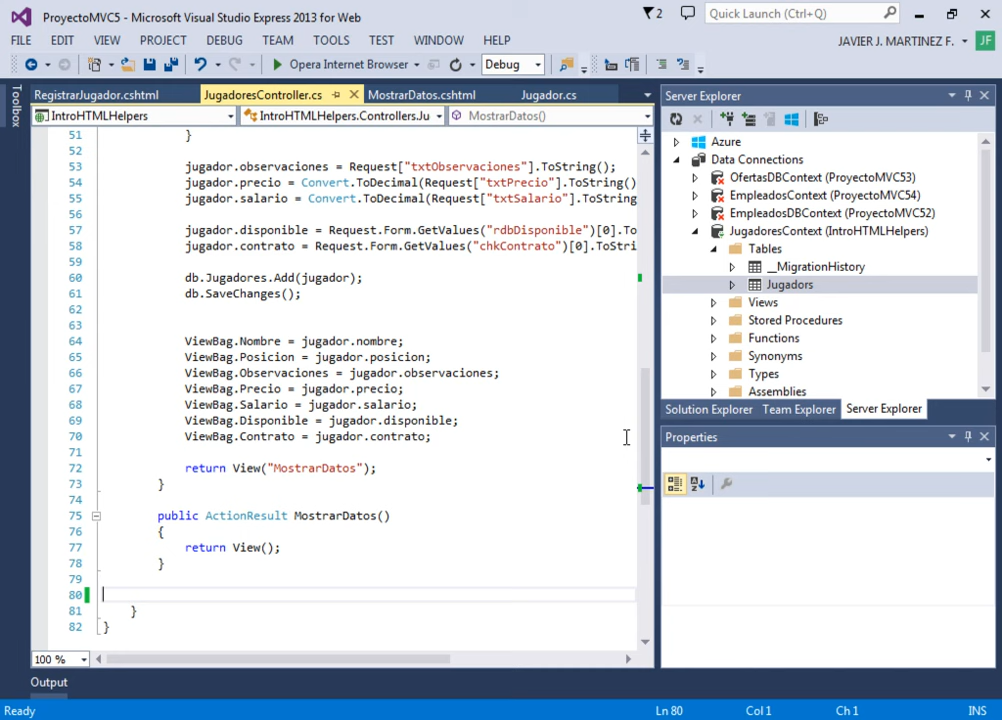 ProyectoMVC5 - Microsoft Visual Studio Express 2013 for Web
2
Quick Launch (Ctrl+Q)
FILE EDIT VIEW PROJECT DEBUG TEAM TOOLS TEST WINDOW HELP
JAVIER J. MARTINEZ F.
JF
Opera Internet Browser
Debug
Toolbox
RegistrarJugador.cshtml JugadoresController.cs MostrarDatos.cshtml Jugador.cs
IntroHTMLHelpers IntroHTMLHelpers.Controllers.Ju MostrarDatos()
51 }
52
53 jugador.observaciones = Request["txtObservaciones"].ToString();
54 jugador.precio = Convert.ToDecimal(Request["txtPrecio"].ToString()
55 jugador.salario = Convert.ToDecimal(Request["txtSalario"].ToString
56
57 jugador.disponible = Request.Form.GetValues("rdbDisponible")[0].To
58 jugador.contrato = Request.Form.GetValues("chkContrato")[0].ToStri
59
60 db.Jugadores.Add(jugador);
61 db.SaveChanges();
62
63
64 ViewBag.Nombre = jugador.nombre;
65 ViewBag.Posicion = jugador.posicion;
66 ViewBag.Observaciones = jugador.observaciones;
67 ViewBag.Precio = jugador.precio;
68 ViewBag.Salario = jugador.salario;
69 ViewBag.Disponible = jugador.disponible;
70 ViewBag.Contrato = jugador.contrato;
71
72 return View("MostrarDatos");
73 }
74
75 public ActionResult MostrarDatos()
76 {
77 return View();
78 }
79
80
81 }
82 }
100 %
Server Explorer
Azure
Data Connections
OfertasDBContext (ProyectoMVC53)
EmpleadosContext (ProyectoMVC54)
EmpleadosDBContext (ProyectoMVC52)
JugadoresContext (IntroHTMLHelpers)
Tables
__MigrationHistory
Jugadors
Views
Stored Procedures
Functions
Synonyms
Types
Assemblies
Solution Explorer Team Explorer Server Explorer
Properties
Output
Ready
Ln 80 Col 1 Ch 1 INS